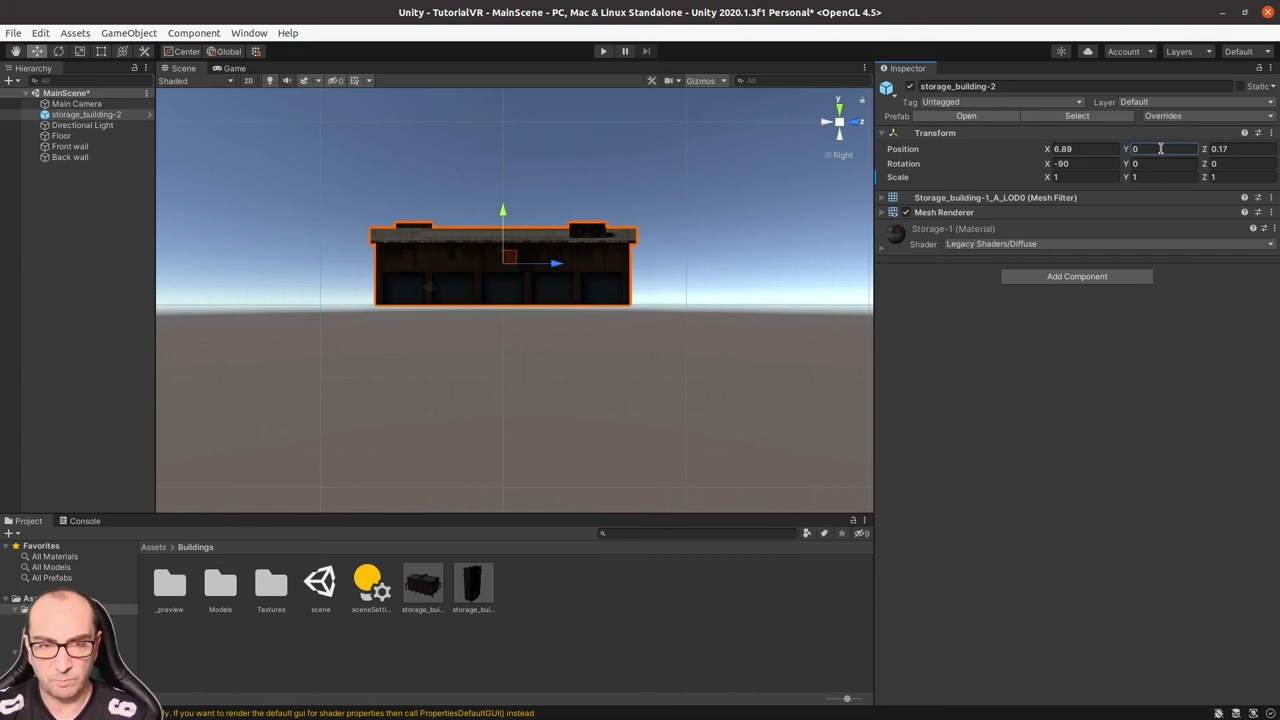 Unity - TutorialVR - MainScene - PC, Mac & Linux Standalone - Unity 2020.1.3f1 Personal* <OpenGL 4.5>
File Edit Assets GameObject Component Window Help
Center Global Account Layers Default
Hierarchy Scene Game Inspector
All Shaded 2D 0 Gizmos All
MainScene*
Main Camera
storage_building-2
Directional Light
Floor
Front wall
Back wall
y
z
Right
storage_building-2 Static
Tag Untagged Layer Default
Prefab Open Select Overrides
Transform
Position X 6.89 Y 0 Z 0.17
Rotation X -90 Y 0 Z 0
Scale X 1 Y 1 Z 1
Storage_building-1_A_LOD0 (Mesh Filter)
Mesh Renderer
Storage-1 (Material)
Shader Legacy Shaders/Diffuse
Add Component
Project Console
9
Favorites
All Materials
All Models
All Prefabs
Assets > Buildings
_preview Models Textures scene sceneSetti... storage_bui... storage_bui...
If you want to render the default gui for shader properties then call PropertiesDefaultGUI() instead